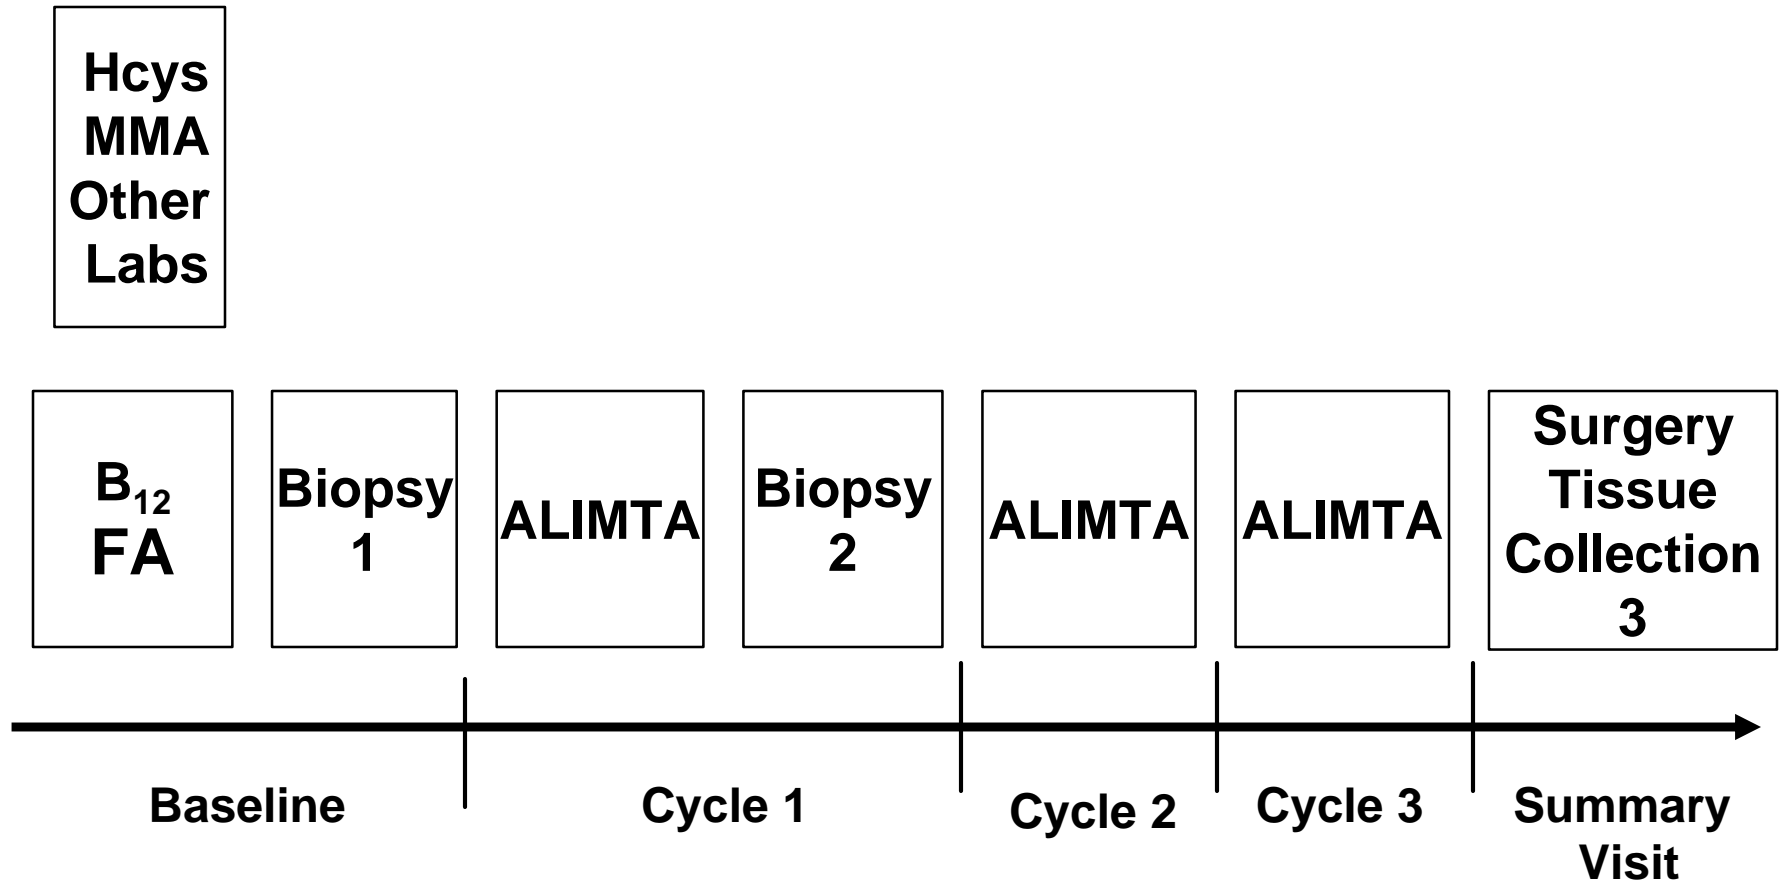 Hcys
MMA
Other
Labs
B₁₂
FA
Biopsy
1
ALIMTA
Biopsy
2
ALIMTA
ALIMTA
Surgery
Tissue
Collection
3
Baseline
Cycle 1
Cycle 2
Cycle 3
Summary
Visit